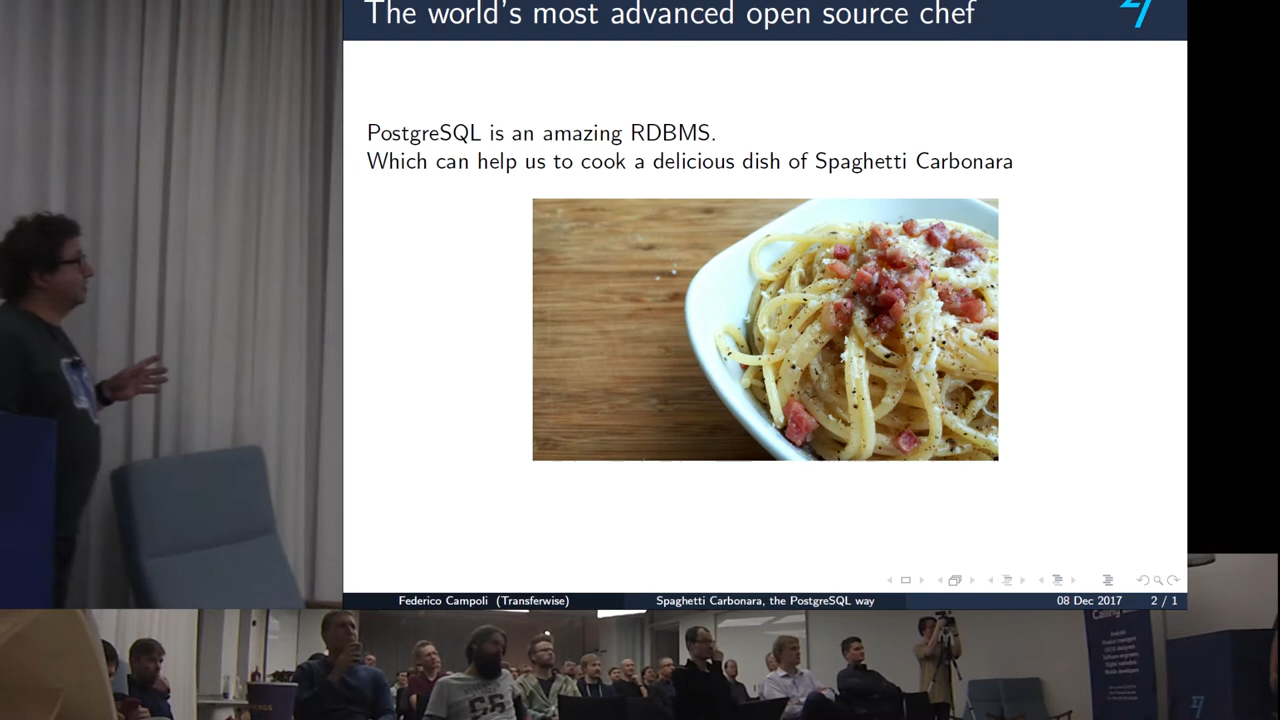 The world's most advanced open source chef
PostgreSQL is an amazing RDBMS.
Which can help us to cook a delicious dish of Spaghetti Carbonara
Federico Campoli (Transferwise)
Spaghetti Carbonara, the PostgreSQL way
08 Dec 2017
2 / 1